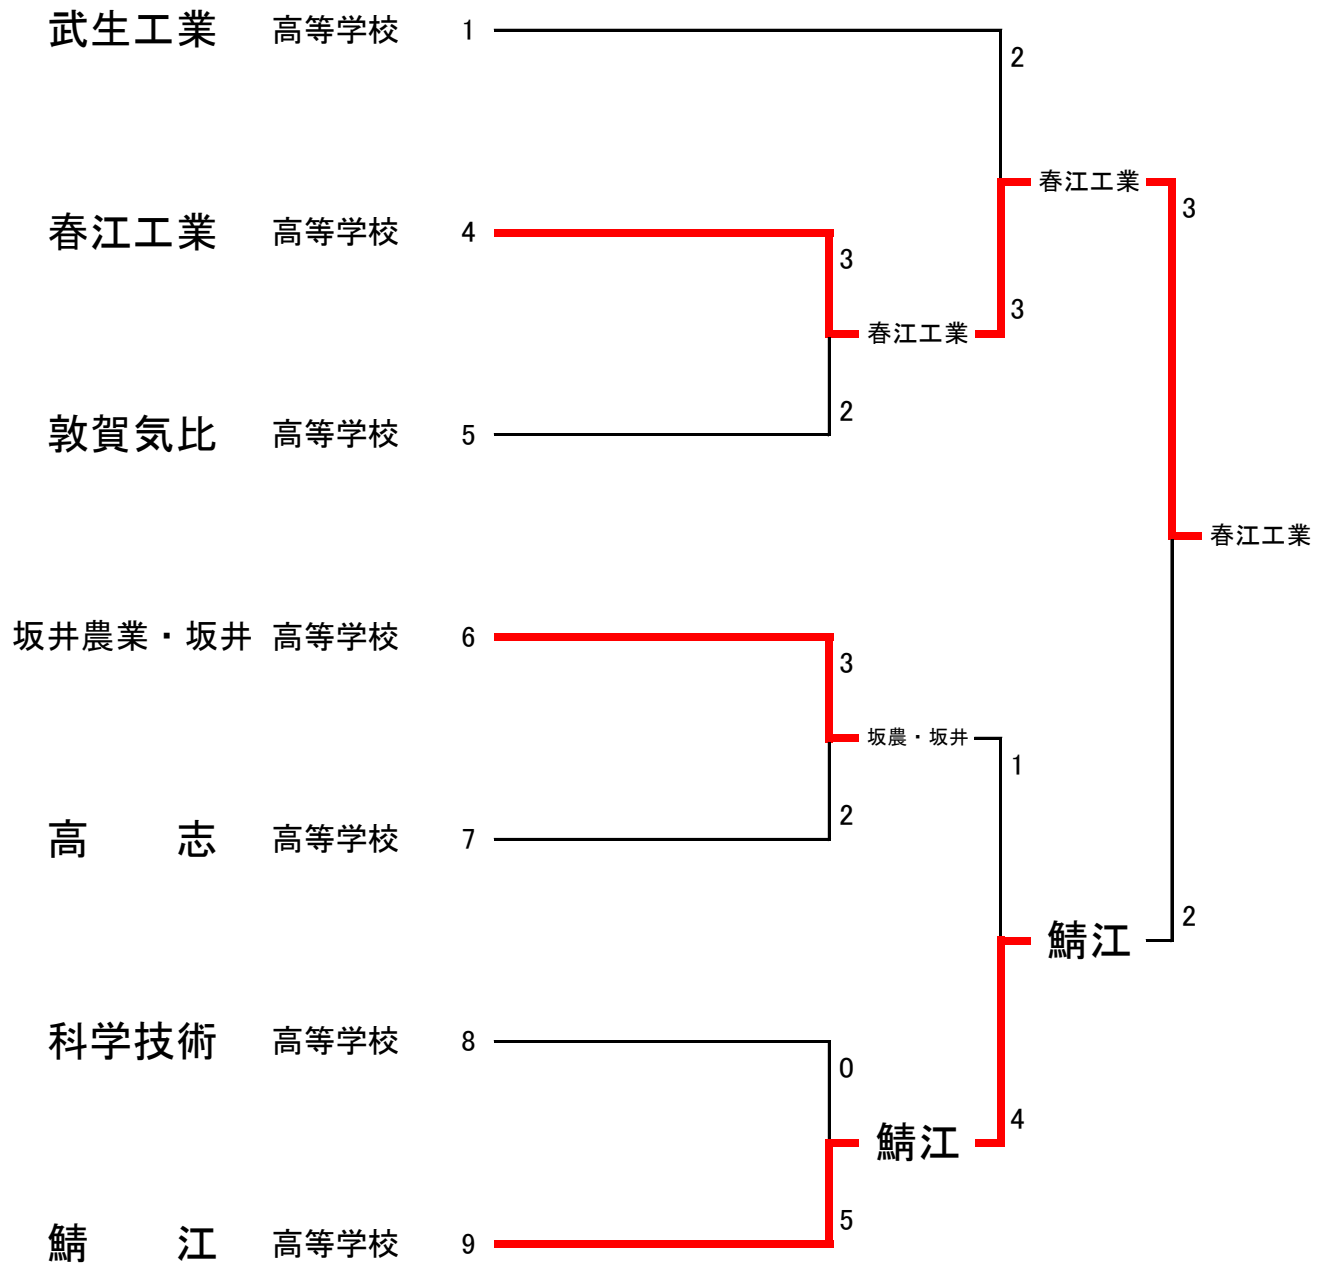 武生工業 高等学校 1
2
春江工業
3
春江工業 高等学校 4
3
3
春江工業
2
敦賀気比 高等学校 5
春江工業
坂井農業・坂井 高等学校 6
3
坂農・坂井
1
2
高志 高等学校 7
2
鯖江
科学技術 高等学校 8
0
4
鯖江
5
鯖江 高等学校 9